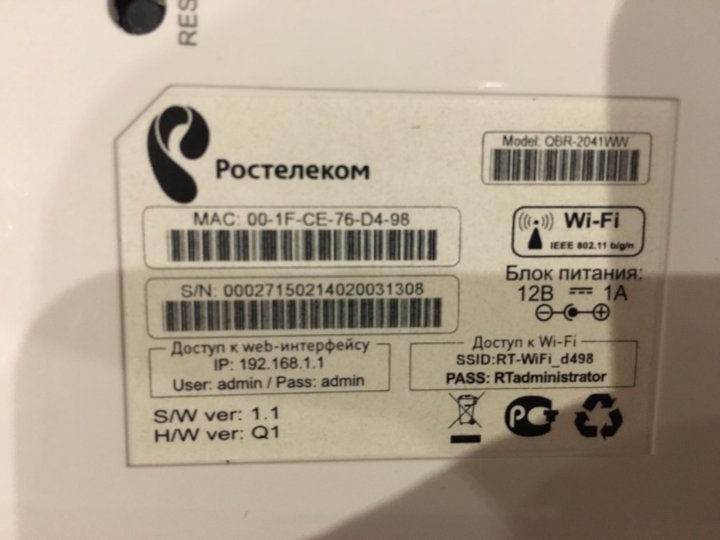 RES
Ростелеком
Model: QBR-2041WW
MAC: 00-1F-CE-76-D4-98
Wi-Fi
IEEE 802.11 b/g/n
S/N: 00027150214020031308
Блок питания:
12В 1А
Доступ к web-интерфейсу
IP: 192.168.1.1
User: admin / Pass: admin
Доступ к Wi-Fi
SSID:RT-WiFi_d498
PASS: RTadministrator
S/W ver: 1.1
H/W ver: Q1